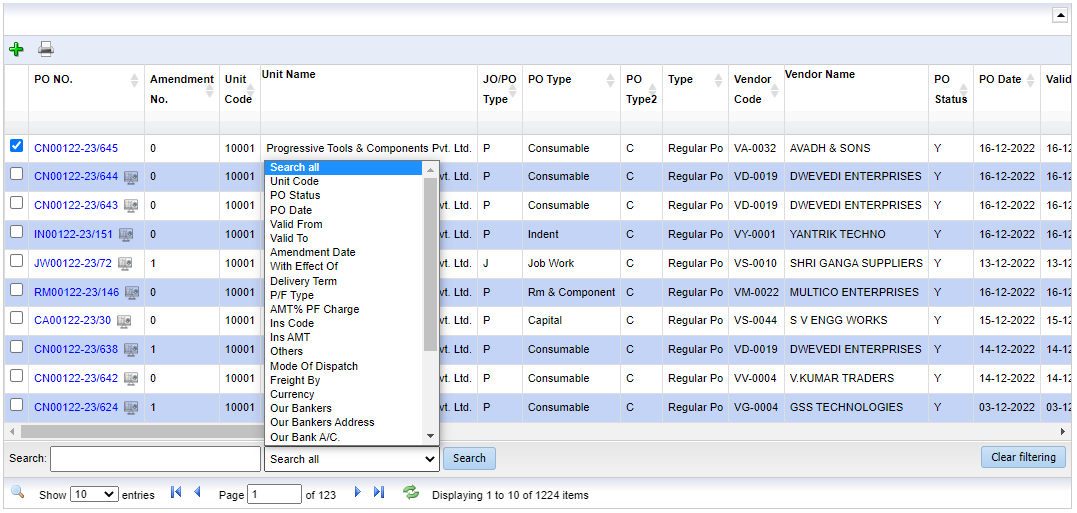 PO NO. Amendment No. Unit Code Unit Name JO/PO Type PO Type PO Type2 Type Vendor Code Vendor Name PO Status PO Date Valid
CN00122-23/645 0 10001 Progressive Tools & Components Pvt. Ltd. P Consumable C Regular Po VA-0032 AVADH & SONS Y 16-12-2022 16-12
CN00122-23/644 0 10001 vt. Ltd. P Consumable C Regular Po VD-0019 DWEVEDI ENTERPRISES Y 16-12-2022 16-12
CN00122-23/643 0 10001 vt. Ltd. P Consumable C Regular Po VD-0019 DWEVEDI ENTERPRISES Y 16-12-2022 16-12
IN00122-23/151 0 10001 vt. Ltd. P Indent C Regular Po VY-0001 YANTRIK TECHNO Y 16-12-2022 16-12
JW00122-23/72 1 10001 vt. Ltd. J Job Work C Regular Po VS-0010 SHRI GANGA SUPPLIERS Y 13-12-2022 13-12
RM00122-23/146 0 10001 vt. Ltd. P Rm & Component C Regular Po VM-0022 MULTICO ENTERPRISES Y 16-12-2022 16-12
CA00122-23/30 0 10001 vt. Ltd. P Capital C Regular Po VS-0044 S V ENGG WORKS Y 15-12-2022 15-12
CN00122-23/638 1 10001 vt. Ltd. P Consumable C Regular Po VD-0019 DWEVEDI ENTERPRISES Y 14-12-2022 14-12
CN00122-23/642 0 10001 vt. Ltd. P Consumable C Regular Po VV-0004 V.KUMAR TRADERS Y 14-12-2022 14-12
CN00122-23/624 1 10001 vt. Ltd. P Consumable C Regular Po VG-0004 GSS TECHNOLOGIES Y 03-12-2022 03-12
Search all
Unit Code
PO Status
PO Date
Valid From
Valid To
Amendment Date
With Effect Of
Delivery Term
P/F Type
AMT% PF Charge
Ins Code
Ins AMT
Others
Mode Of Dispatch
Freight By
Currency
Our Bankers
Our Bankers Address
Our Bank A/C.
Search: Search all Search Clear filtering
Show 10 entries Page 1 of 123 Displaying 1 to 10 of 1224 items